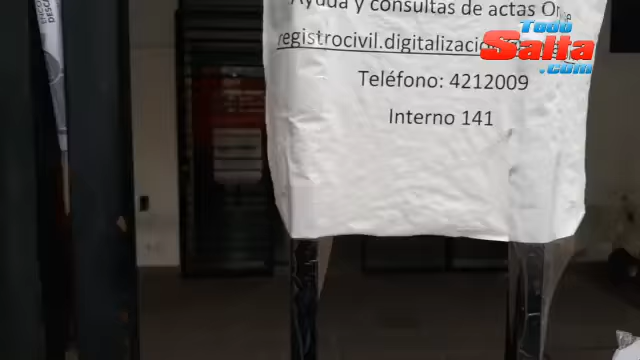 Ayuda y consultas de actas
registrocivil.digitalizacio
Teléfono: 4212009
Interno 141
Todo
Salta
.com